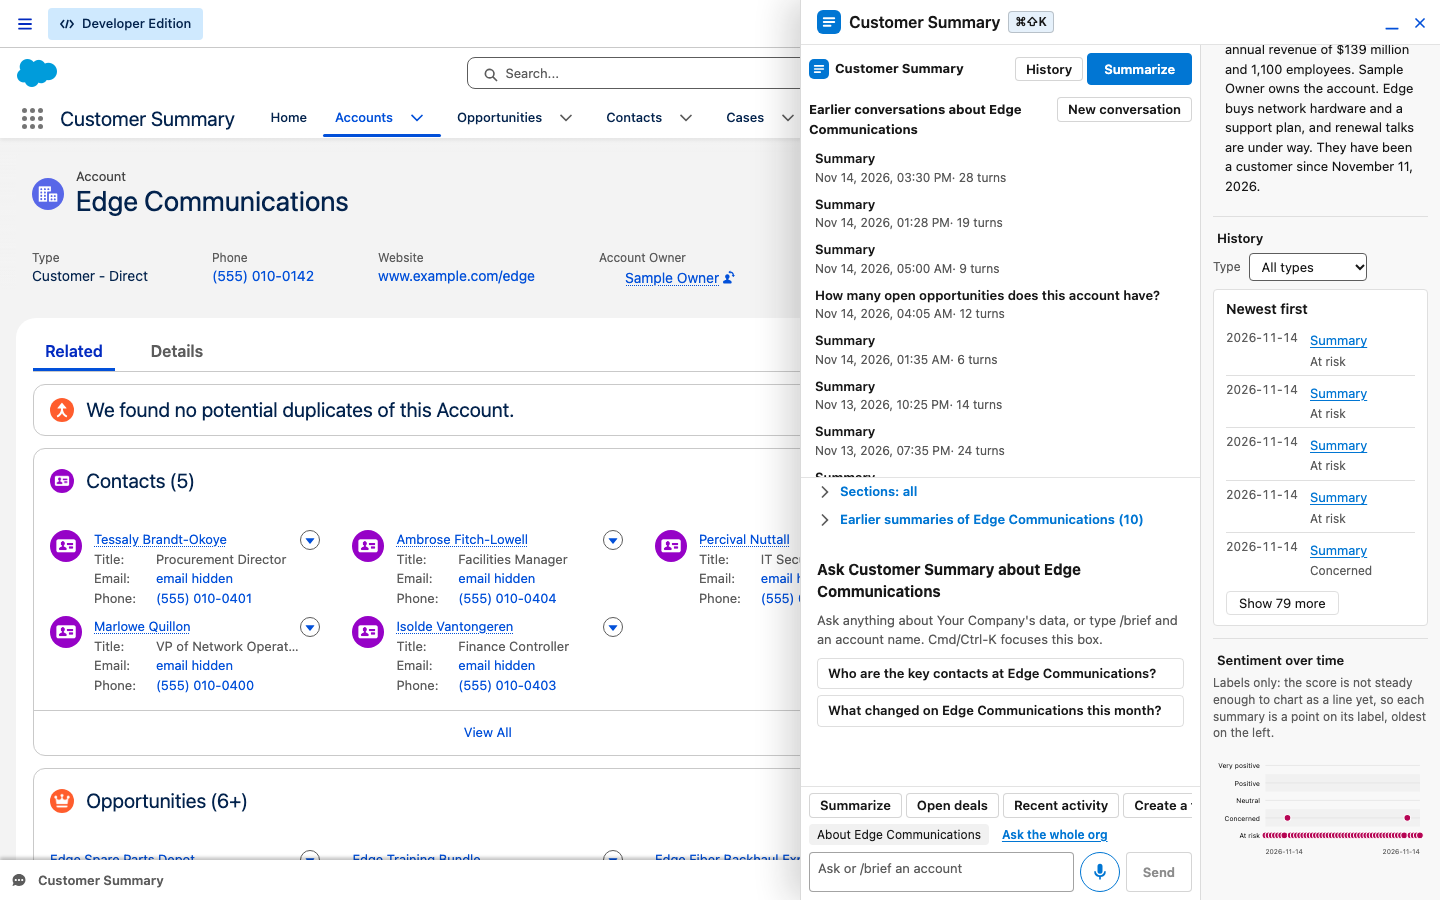 Developer Edition
Search...
Customer Summary
Home
Accounts
Opportunities
Contacts
Cases
Account
Edge Communications
Type
Customer - Direct
Phone
(555) 010-0142
Website
www.example.com/edge
Account Owner
Sample Owner
Related
Details
We found no potential duplicates of this Account.
Contacts (5)
Tessaly Brandt-Okoye
Title: Procurement Director
Email: email hidden
Phone: (555) 010-0401
Ambrose Fitch-Lowell
Title: Facilities Manager
Email: email hidden
Phone: (555) 010-0404
Percival Nuttall
Title: IT Sec
Email: email
Phone: (555)
Marlowe Quillon
Title: VP of Network Operat...
Email: email hidden
Phone: (555) 010-0400
Isolde Vantongeren
Title: Finance Controller
Email: email hidden
Phone: (555) 010-0403
View All
Opportunities (6+)
Edge Spare Parts Depot
Edge Training Bundle
Edge Fiber Backhaul Ex
Customer Summary
Customer Summary ⌘⇧K
Customer Summary
History
Summarize
Earlier conversations about Edge
Communications
New conversation
Summary
Nov 14, 2026, 03:30 PM· 28 turns
Summary
Nov 14, 2026, 01:28 PM· 19 turns
Summary
Nov 14, 2026, 05:00 AM· 9 turns
How many open opportunities does this account have?
Nov 14, 2026, 04:05 AM· 12 turns
Summary
Nov 14, 2026, 01:35 AM· 6 turns
Summary
Nov 13, 2026, 10:25 PM· 14 turns
Summary
Nov 13, 2026, 07:35 PM· 24 turns
Summary
Sections: all
Earlier summaries of Edge Communications (10)
Ask Customer Summary about Edge
Communications
Ask anything about Your Company's data, or type /brief and
an account name. Cmd/Ctrl-K focuses this box.
Who are the key contacts at Edge Communications?
What changed on Edge Communications this month?
Summarize
Open deals
Recent activity
Create a
About Edge Communications
Ask the whole org
Ask or /brief an account
Send
annual revenue of $139 million
and 1,100 employees. Sample
Owner owns the account. Edge
buys network hardware and a
support plan, and renewal talks
are under way. They have been
a customer since November 11,
2026.
History
Type
All types
Newest first
2026-11-14 Summary
At risk
2026-11-14 Summary
At risk
2026-11-14 Summary
At risk
2026-11-14 Summary
At risk
2026-11-14 Summary
Concerned
Show 79 more
Sentiment over time
Labels only: the score is not steady
enough to chart as a line yet, so each
summary is a point on its label, oldest
on the left.
Very positive
Positive
Neutral
Concerned
At risk
2026-11-14
2026-11-14